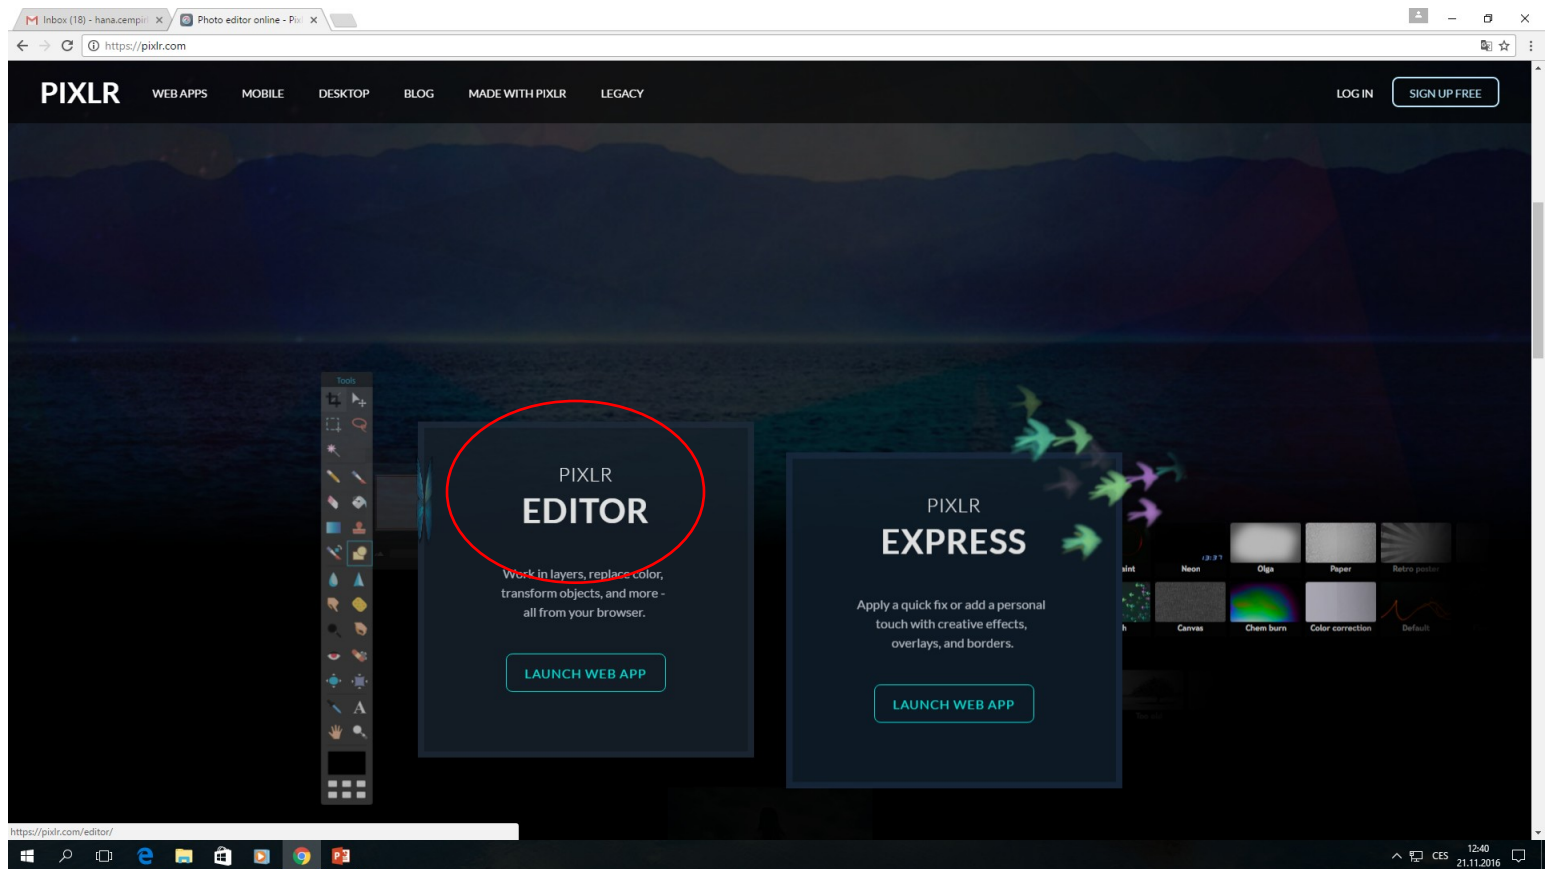 Inbox (18) - hana.cempir
Photo editor online - Pix
https://pixlr.com
PIXLR
WEB APPS
MOBILE
DESKTOP
BLOG
MADE WITH PIXLR
LEGACY
LOG IN
SIGN UP FREE
Tools
PIXLR
EDITOR
Work in layers, replace color,
transform objects, and more -
all from your browser.
LAUNCH WEB APP
PIXLR
EXPRESS
Apply a quick fix or add a personal
touch with creative effects,
overlays, and borders.
LAUNCH WEB APP
13:37
Neon
Olga
Paper
Retro poster
Canvas
Chem burn
Color correction
Default
https://pixlr.com/editor/
CES
12:40
21.11.2016